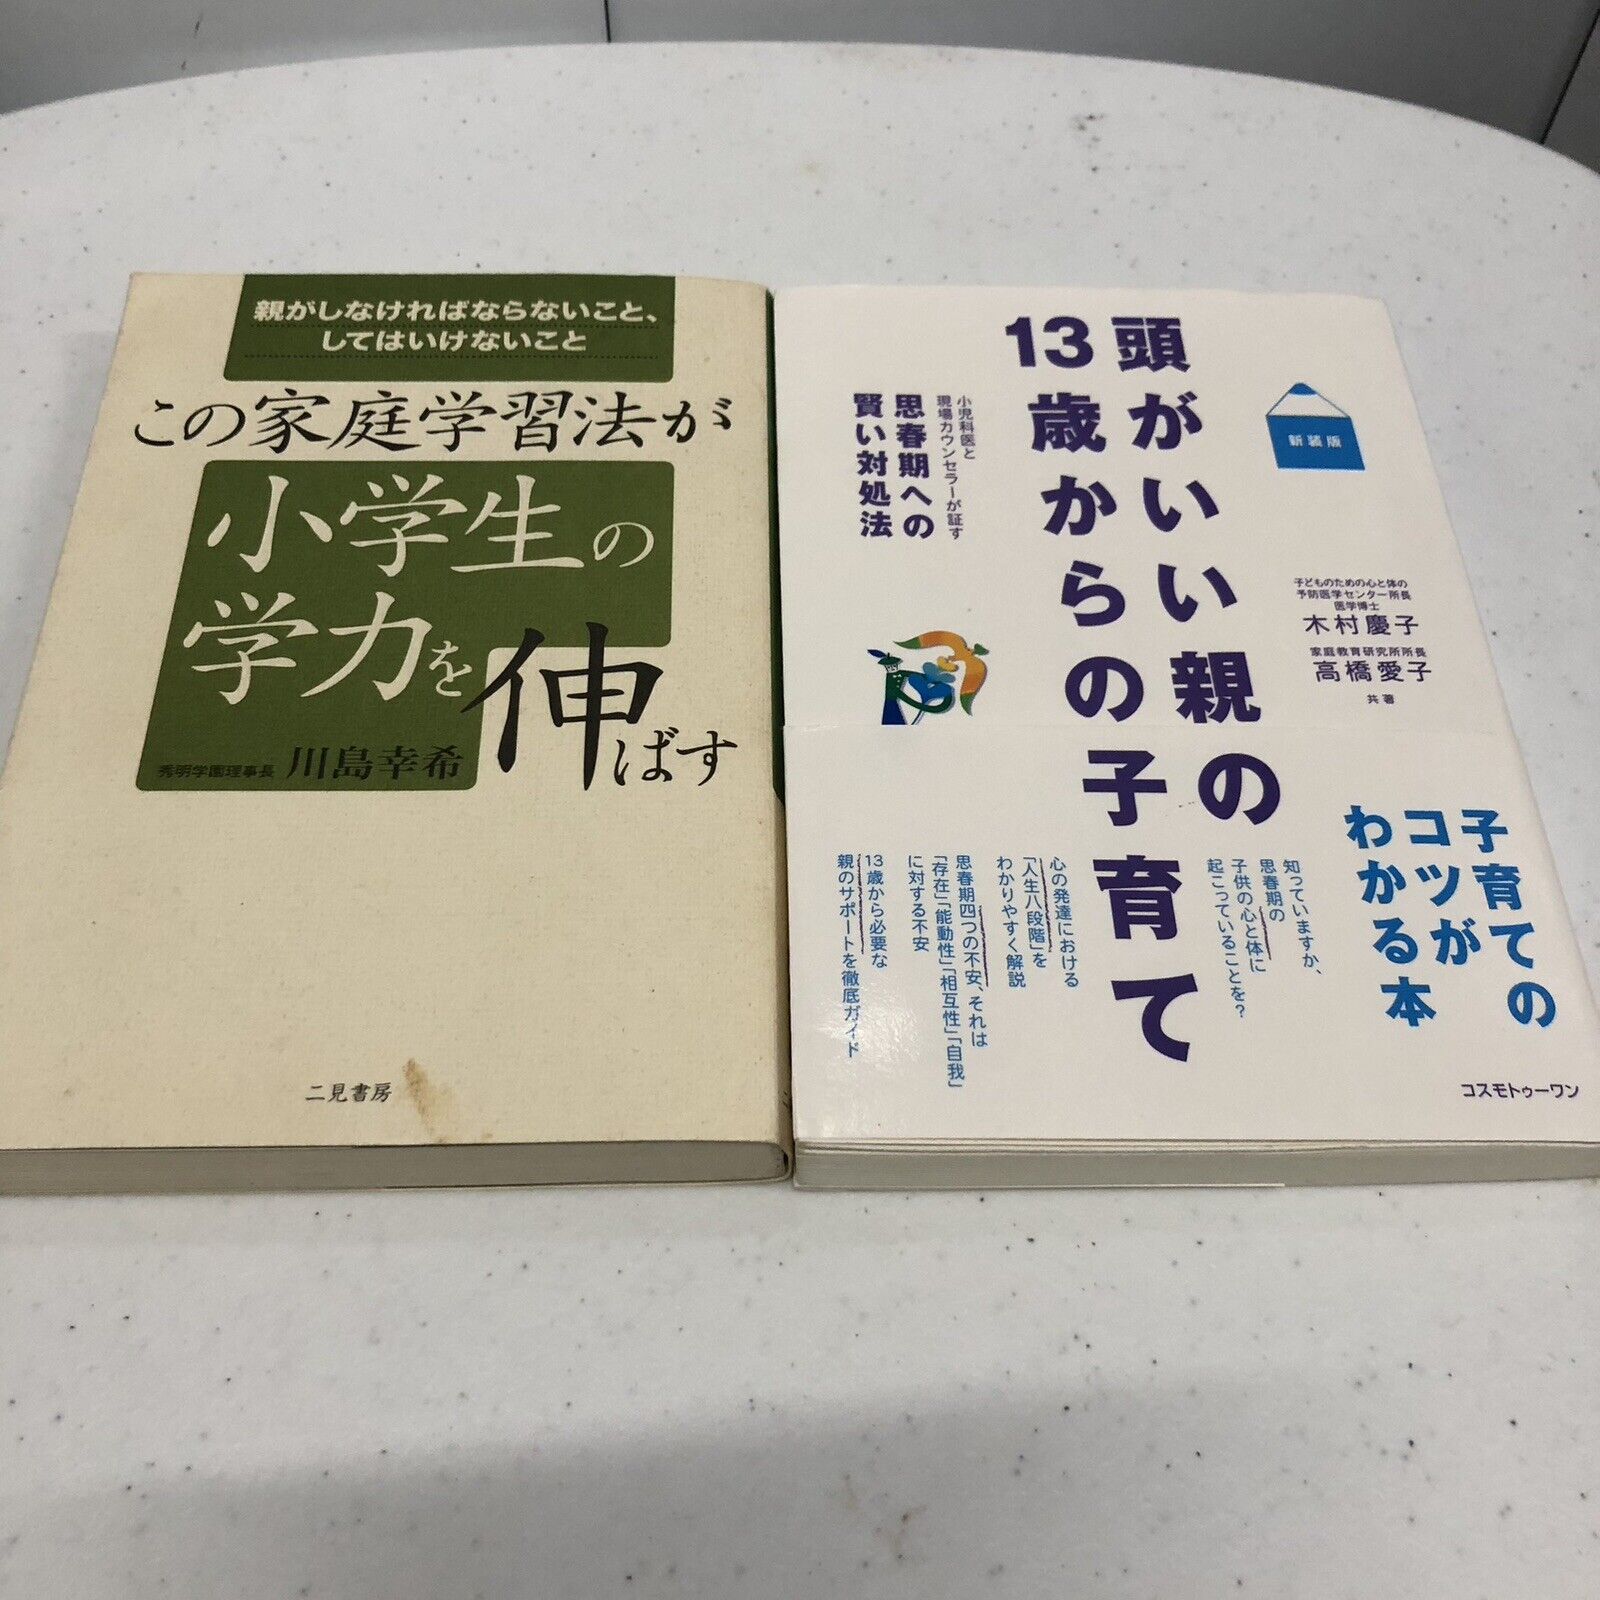 親がしなければならないこと、
してはいけないこと
この家庭学習法が
小学生の
学力を
伸ばす
秀明学園理事長 川島幸希
二見書房
新装版
頭がいい親の
13歳からの子育て
小児科医と
現場カウンセラーが証す
思春期への
賢い対処法
子どものための心と体の
予防医学センター所長
医学博士
木村慶子
家庭教育研究所所長
高橋愛子
共著
子育ての
コツが
わかる本
知っていますか、
思春期の
子供の心と体に
起こっていることを?
心の発達における
「人生八段階」を
わかりやすく解説
思春期四つの不安、それは
「存在」「能動性」「相互性」「自我」
に対する不安
13歳から必要な
親のサポートを徹底ガイド
コスモトゥーワン